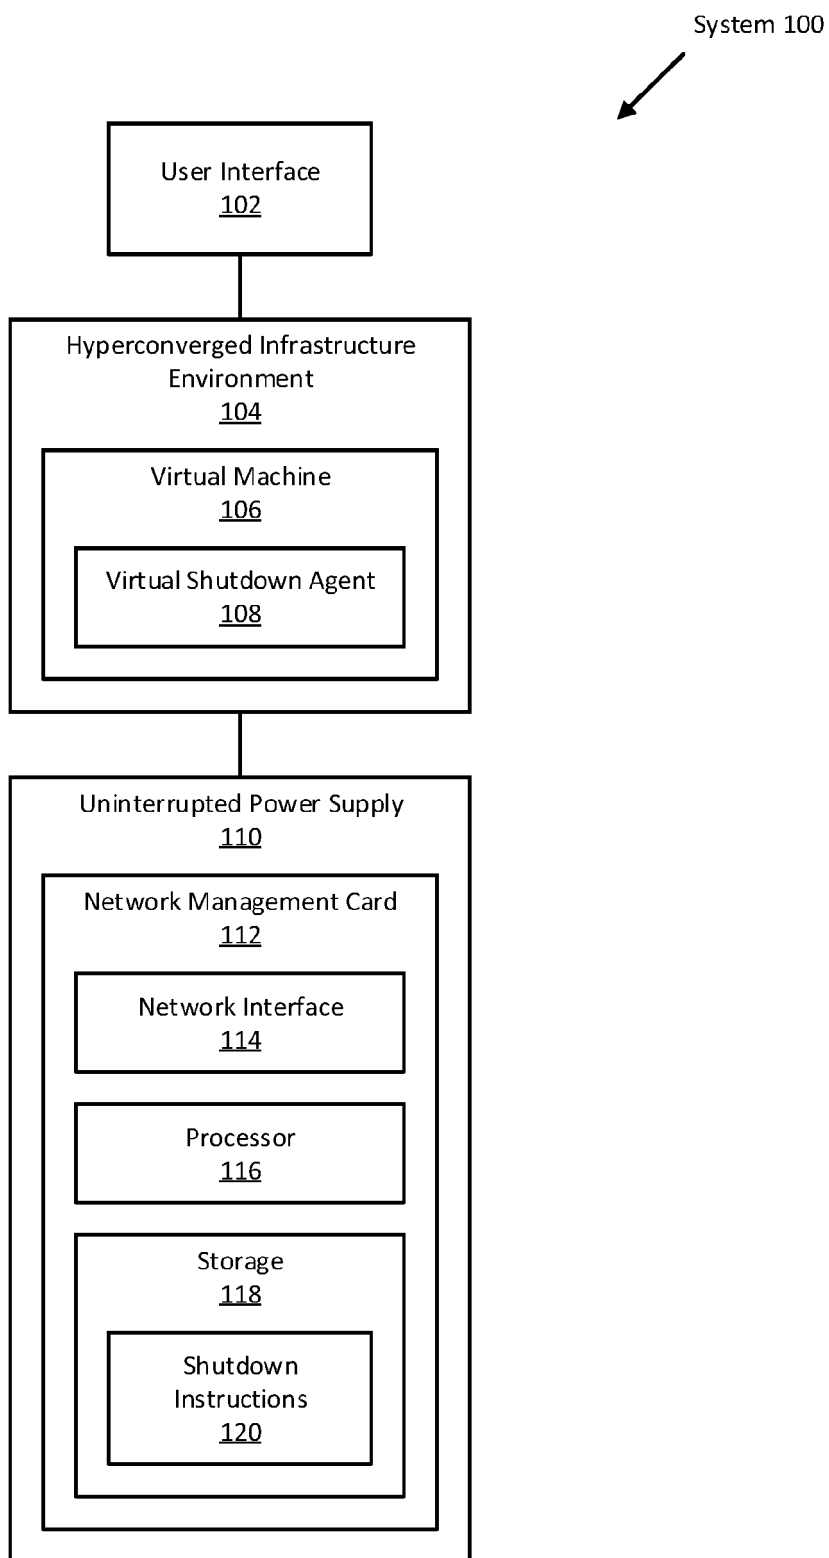 System 100
User Interface
102
Hyperconverged Infrastructure
Environment
104
Virtual Machine
106
Virtual Shutdown Agent
108
Uninterrupted Power Supply
110
Network Management Card
112
Network Interface
114
Processor
116
Storage
118
Shutdown
Instructions
120